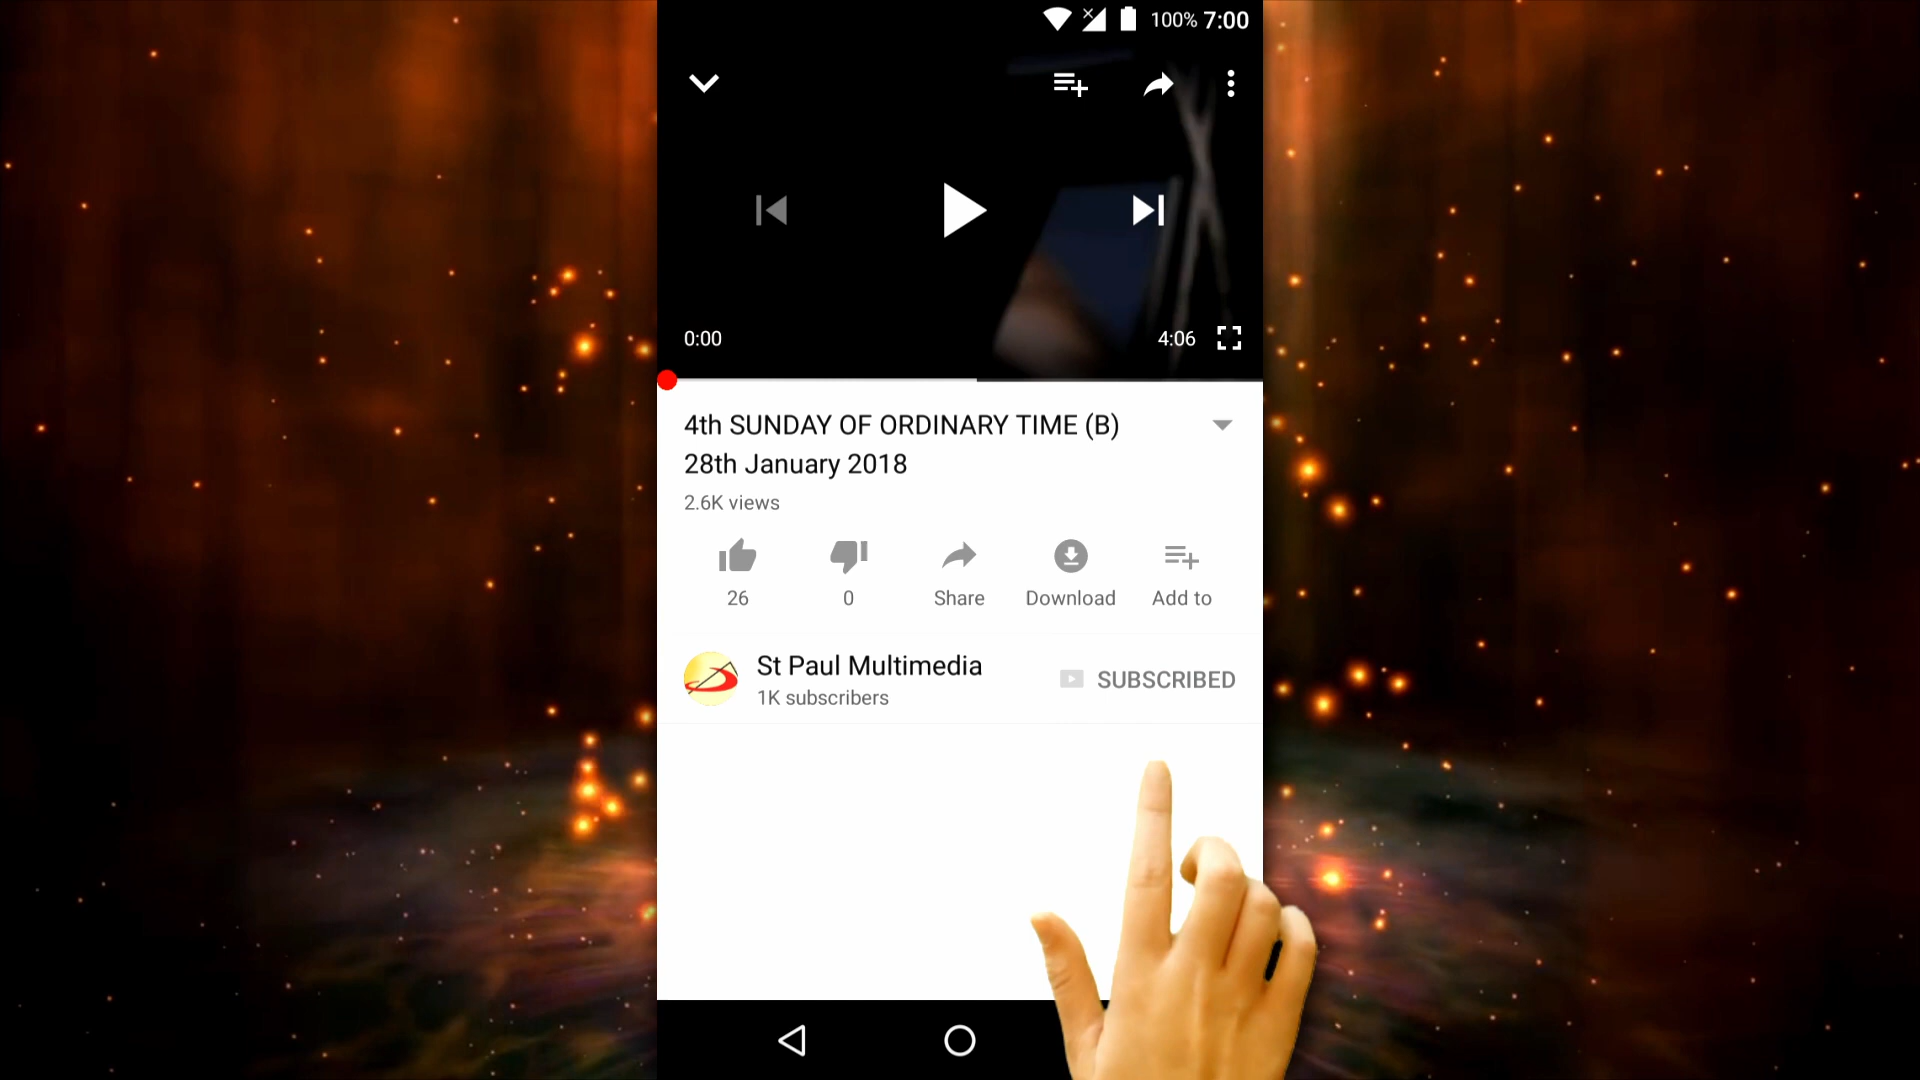 100% 7:00
0:00
4:06
4th SUNDAY OF ORDINARY TIME (B)
28th January 2018
2.6K views
26
0
Share
Download
Add to
St Paul Multimedia
SUBSCRIBED
1K subscribers